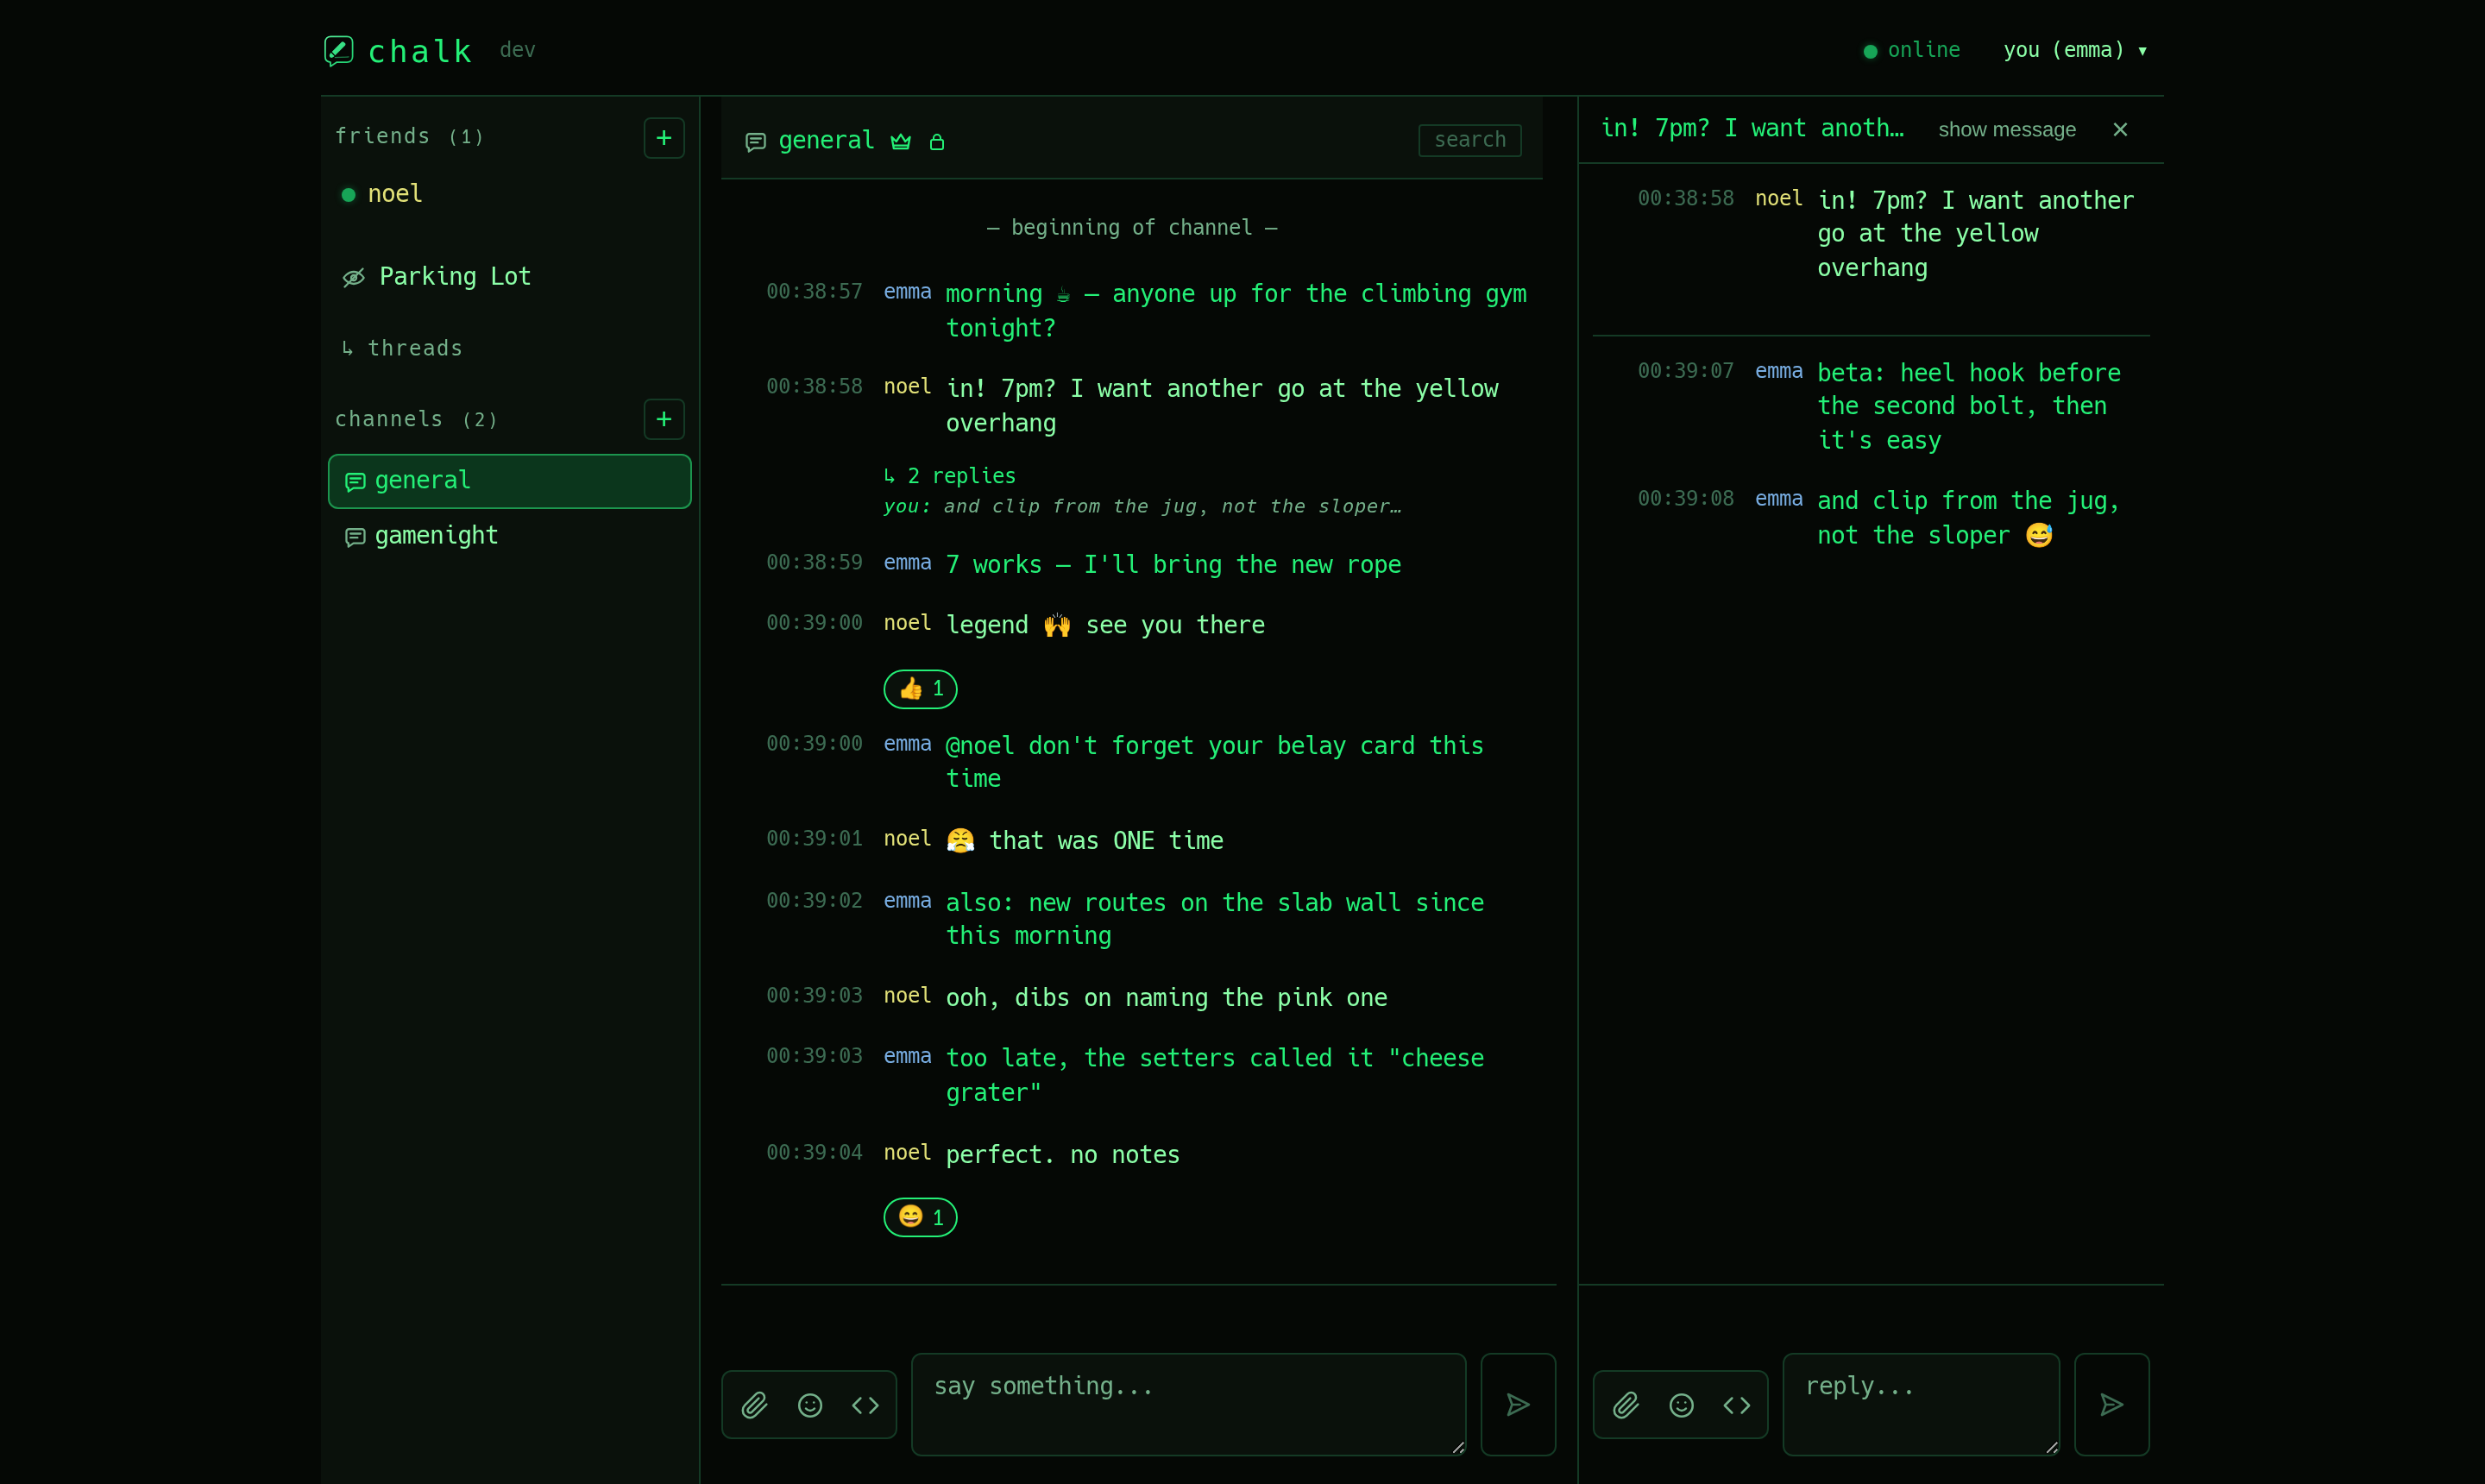 chalk dev
online you (emma) ▾
friends (1) +
noel
Parking Lot
↳ threads
channels (2) +
general
gamenight
general search
— beginning of channel —
00:38:57 emma morning ☕ — anyone up for the climbing gym
tonight?
00:38:58 noel in! 7pm? I want another go at the yellow
overhang
↳ 2 replies
you: and clip from the jug, not the sloper…
00:38:59 emma 7 works — I'll bring the new rope
00:39:00 noel legend 🙌 see you there
👍 1
00:39:00 emma @noel don't forget your belay card this
time
00:39:01 noel 😤 that was ONE time
00:39:02 emma also: new routes on the slab wall since
this morning
00:39:03 noel ooh, dibs on naming the pink one
00:39:03 emma too late, the setters called it "cheese
grater"
00:39:04 noel perfect. no notes
😄 1
say something...
in! 7pm? I want anoth… show message ✕
00:38:58 noel in! 7pm? I want another
go at the yellow
overhang
00:39:07 emma beta: heel hook before
the second bolt, then
it's easy
00:39:08 emma and clip from the jug,
not the sloper 😅
reply...